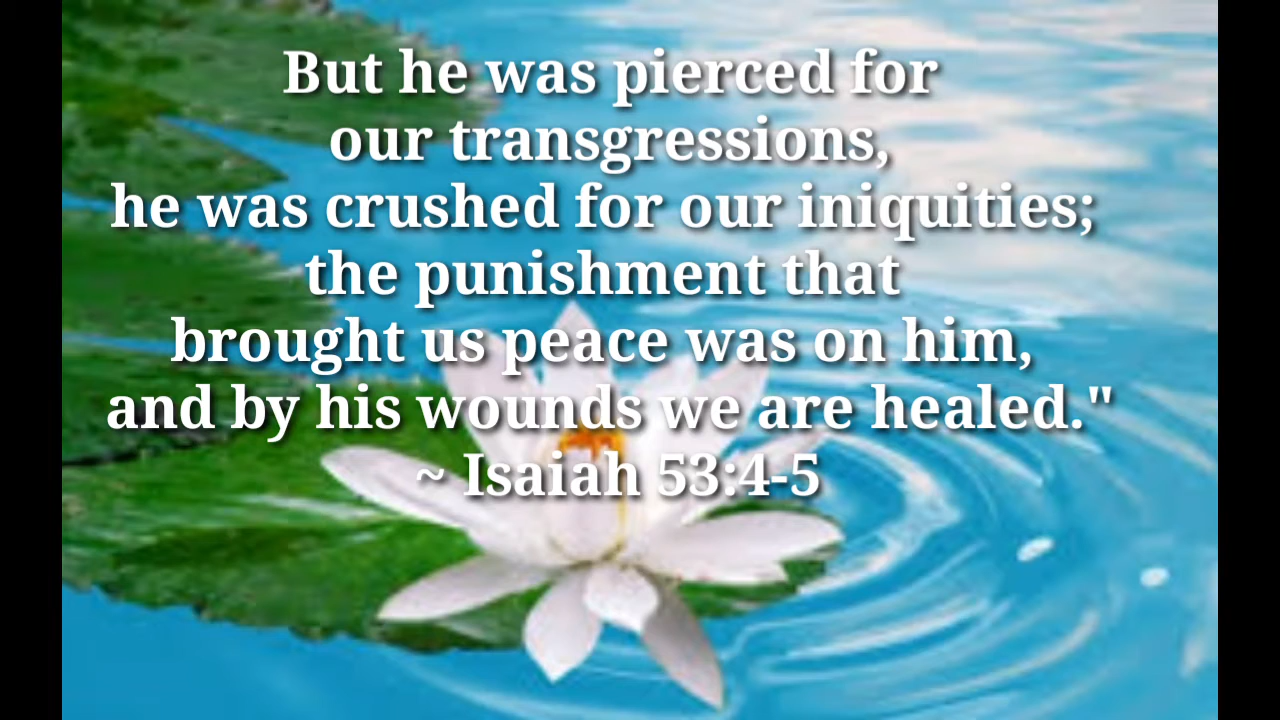 But he was pierced for
our transgressions,
he was crushed for our iniquities;
the punishment that
brought us peace was on him,
and by his wounds we are healed."
~ Isaiah 53:4-5